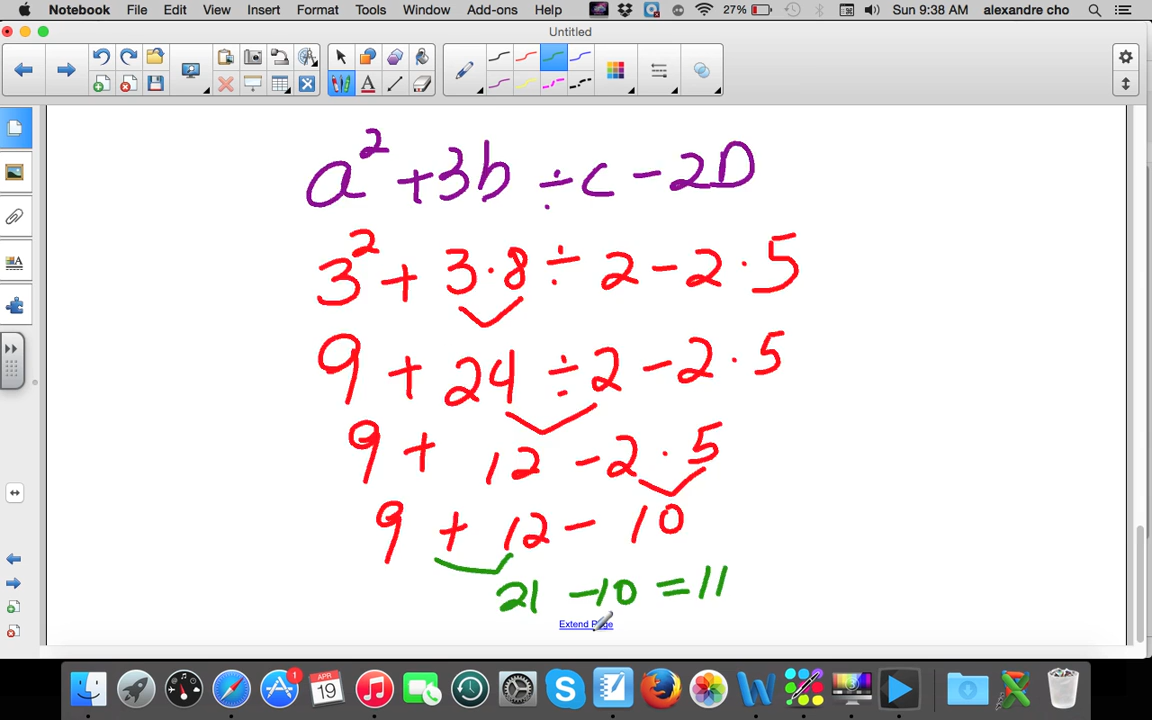 Notebook File Edit View Insert Format Tools Window Add-ons Help 27% Sun 9:38 AM alexandre cho
Untitled
a² + 3b ÷ c - 2D
3² + 3 · 8 ÷ 2 - 2 · 5
9 + 24 ÷ 2 - 2 · 5
9 + 12 - 2 · 5
9 + 12 - 10
21 - 10 = 11
Extend Page
1
APR
19